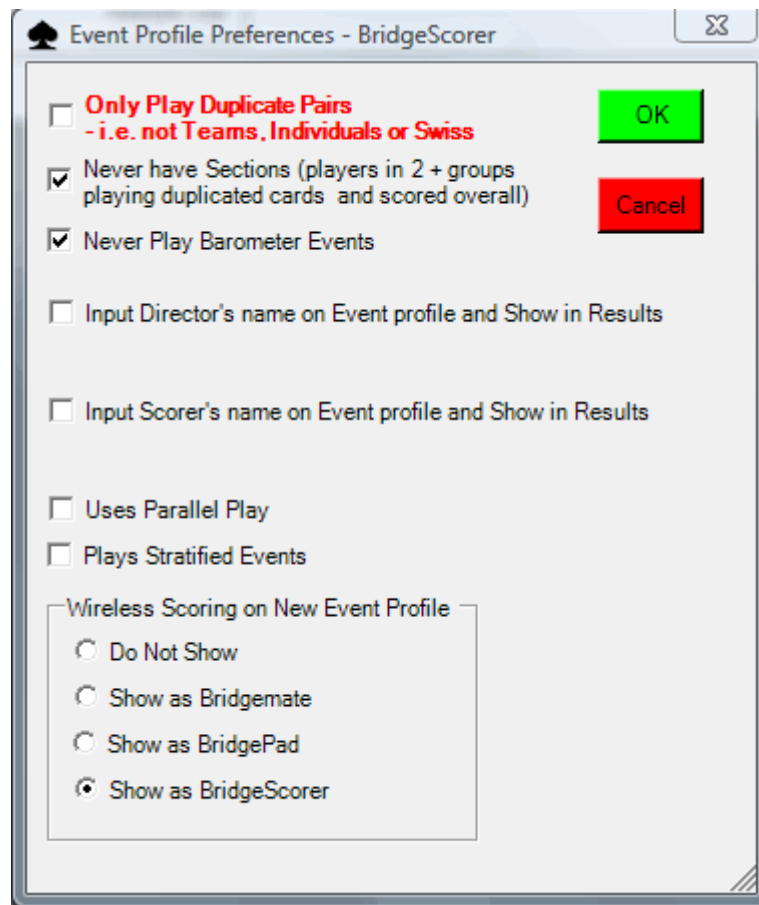 Event Profile Preferences - BridgeScorer
Only Play Duplicate Pairs
- i.e. not Teams, Individuals or Swiss
OK
Never have Sections (players in 2 + groups
playing duplicated cards and scored overall)
Cancel
Never Play Barometer Events
Input Director's name on Event profile and Show in Results
Input Scorer's name on Event profile and Show in Results
Uses Parallel Play
Plays Stratified Events
Wireless Scoring on New Event Profile
Do Not Show
Show as Bridgemate
Show as BridgePad
Show as BridgeScorer